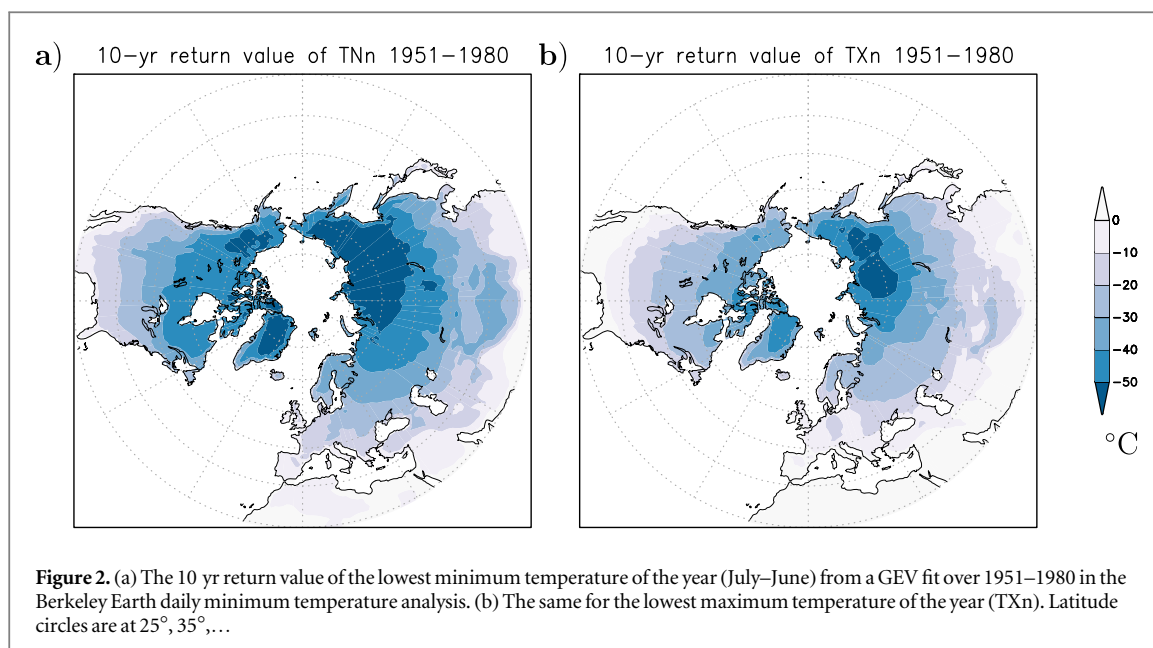 a) 10-yr return value of TNn 1951-1980
b) 10-yr return value of TXn 1951-1980
0
-10
-20
-30
-40
-50
°C
Figure 2. (a) The 10 yr return value of the lowest minimum temperature of the year (July–June) from a GEV fit over 1951–1980 in the
Berkeley Earth daily minimum temperature analysis. (b) The same for the lowest maximum temperature of the year (TXn). Latitude
circles are at 25°, 35°,…